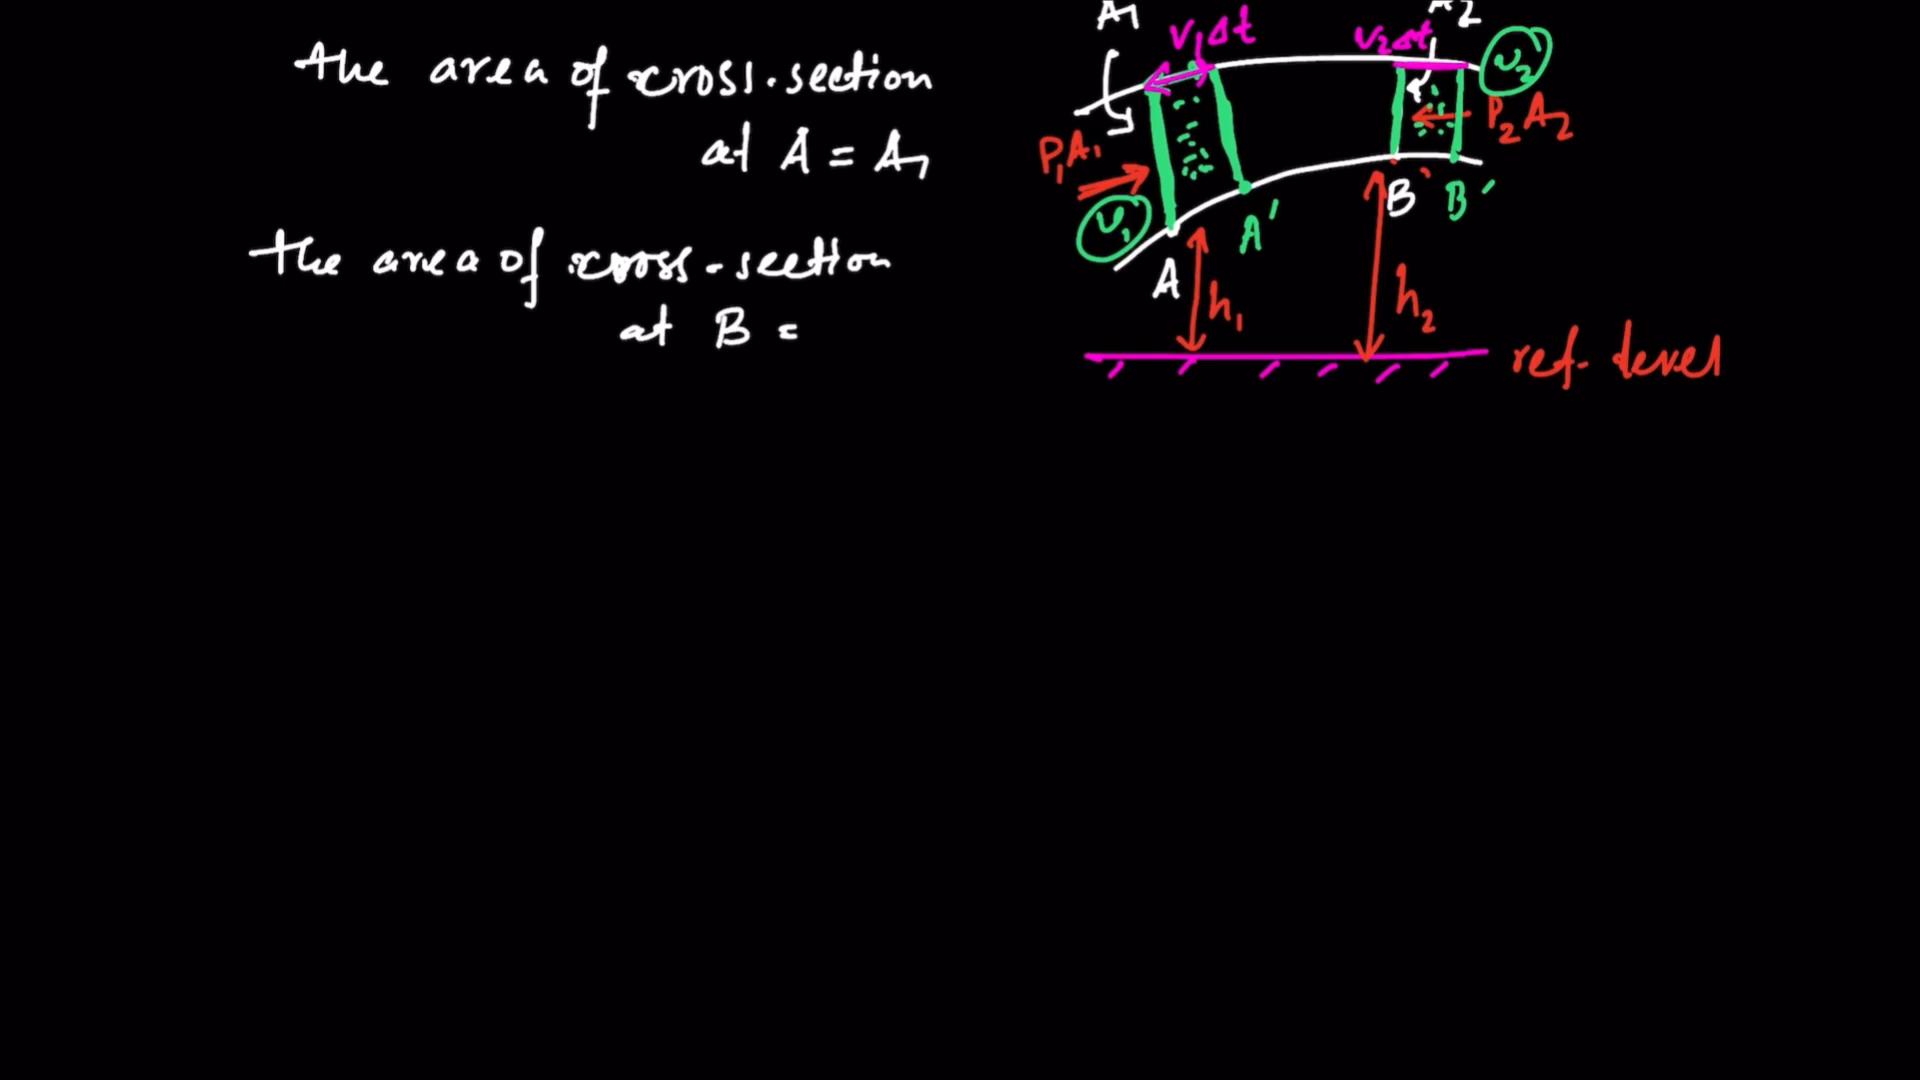 the area of cross-section
at A = A₁
the area of cross-section
at B =
A₁
A₂
V₁Δt
V₂Δt
v₂
P₁A₁
P₂A₂
v₁
A'
B
B'
A
h₁
h₂
ref. level